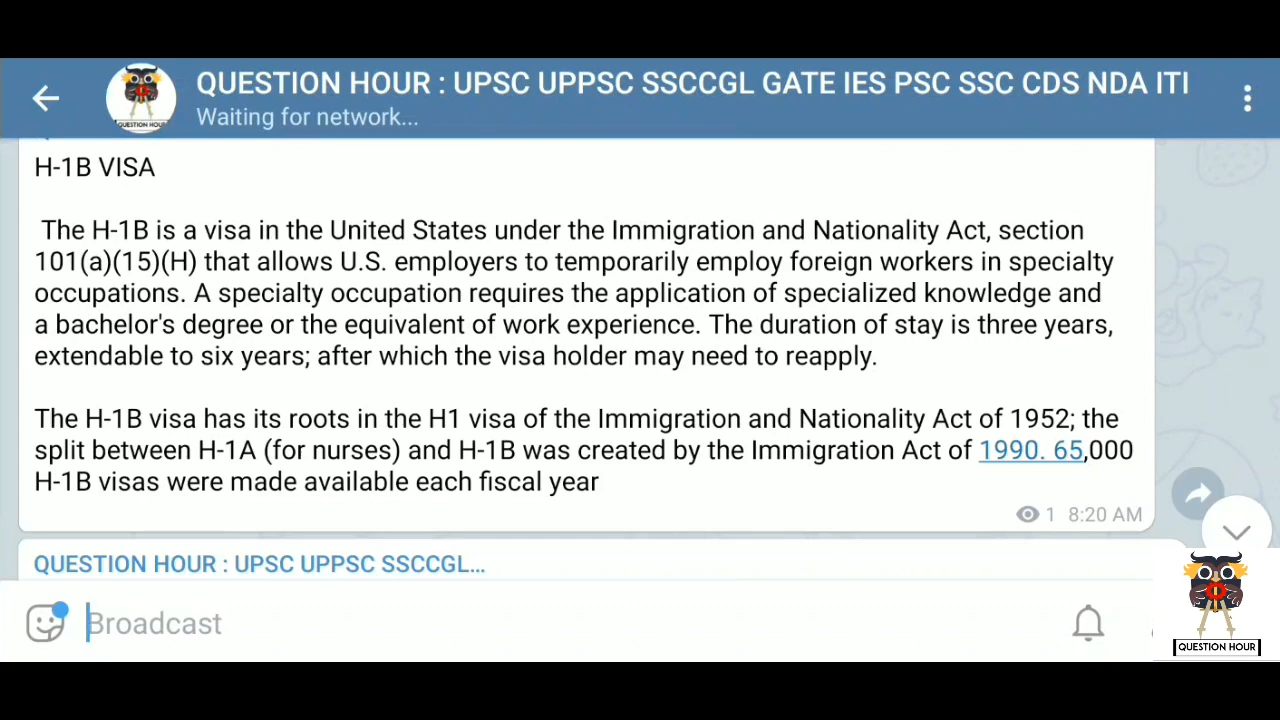 QUESTION HOUR : UPSC UPPSC SSCCGL GATE IES PSC SSC CDS NDA ITI
QUESTION HOUR
Waiting for network...
H-1B VISA
The H-1B is a visa in the United States under the Immigration and Nationality Act, section
101(a)(15)(H) that allows U.S. employers to temporarily employ foreign workers in specialty
occupations. A specialty occupation requires the application of specialized knowledge and
a bachelor's degree or the equivalent of work experience. The duration of stay is three years,
extendable to six years; after which the visa holder may need to reapply.
The H-1B visa has its roots in the H1 visa of the Immigration and Nationality Act of 1952; the
split between H-1A (for nurses) and H-1B was created by the Immigration Act of 1990. 65,000
H-1B visas were made available each fiscal year
1 8:20 AM
QUESTION HOUR : UPSC UPPSC SSCCGL...
Broadcast
QUESTION HOUR